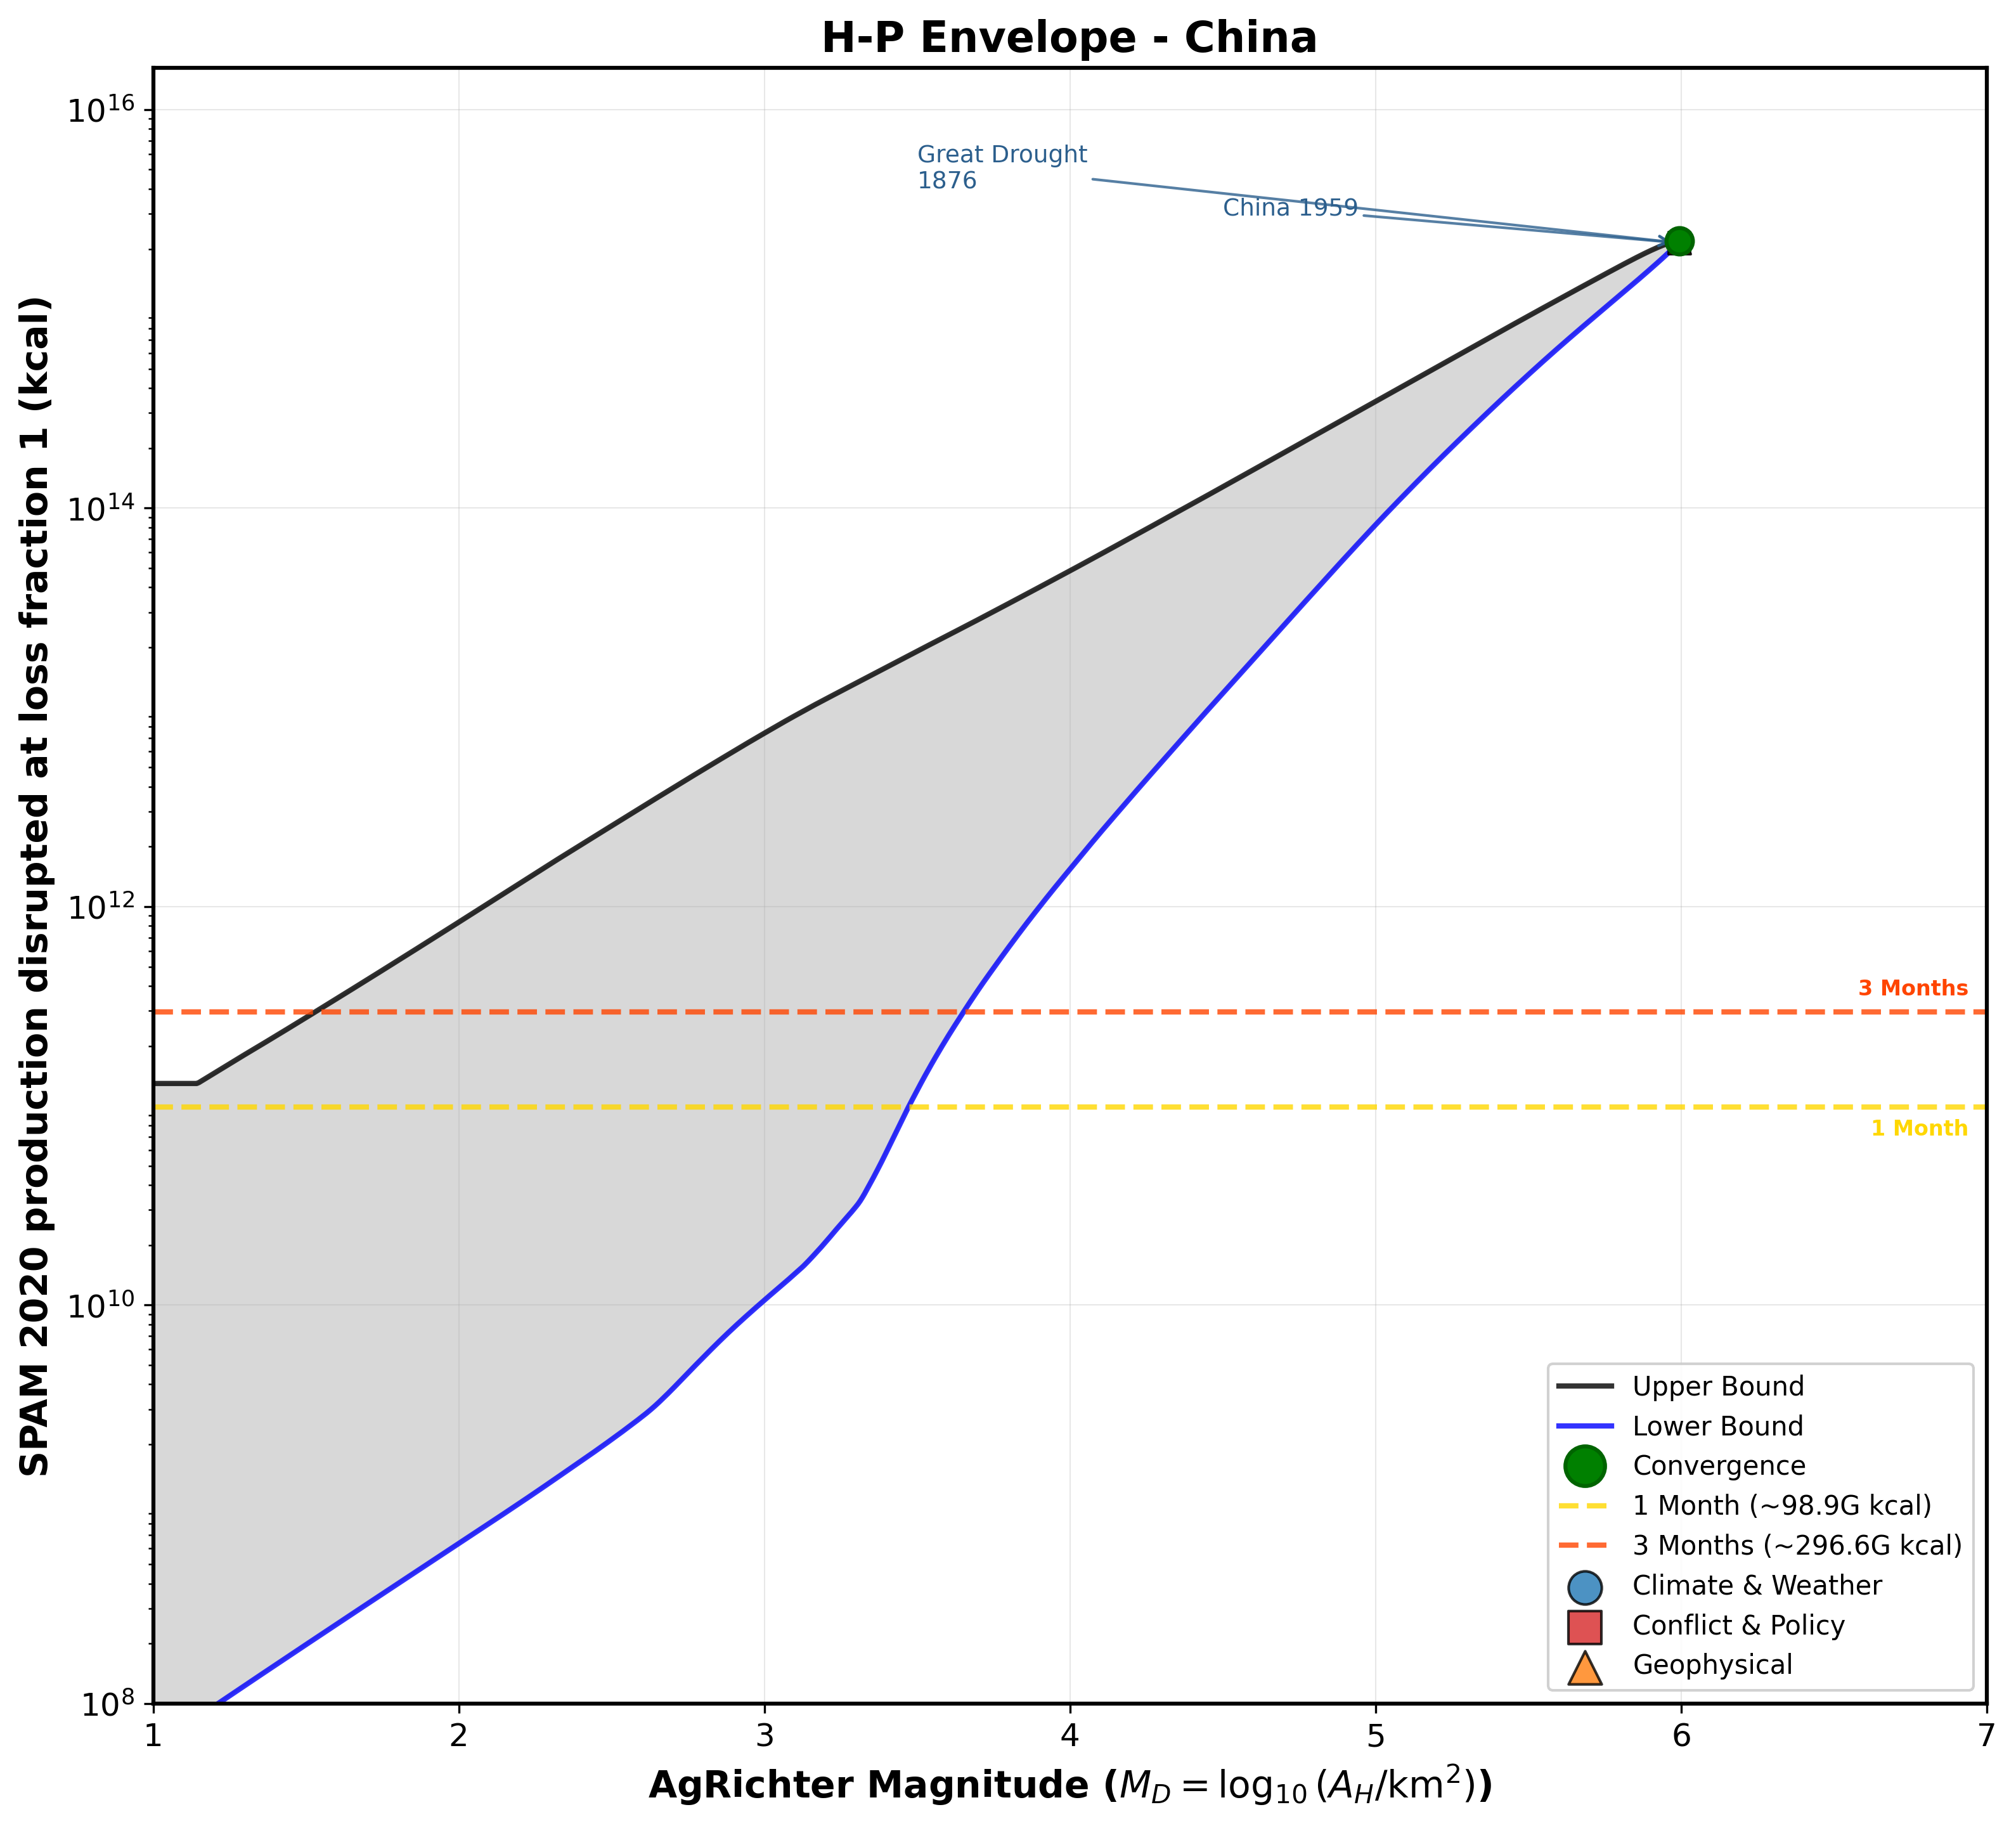 H-P Envelope - China
SPAM 2020 production disrupted at loss fraction 1 (kcal)
10^16
10^14
10^12
10^10
10^8
Great Drought
1876
China 1959
3 Months
1 Month
Upper Bound
Lower Bound
Convergence
1 Month (~98.9G kcal)
3 Months (~296.6G kcal)
Climate & Weather
Conflict & Policy
Geophysical
1 2 3 4 5 6 7
AgRichter Magnitude (M_D = log_10 (A_H/km^2))